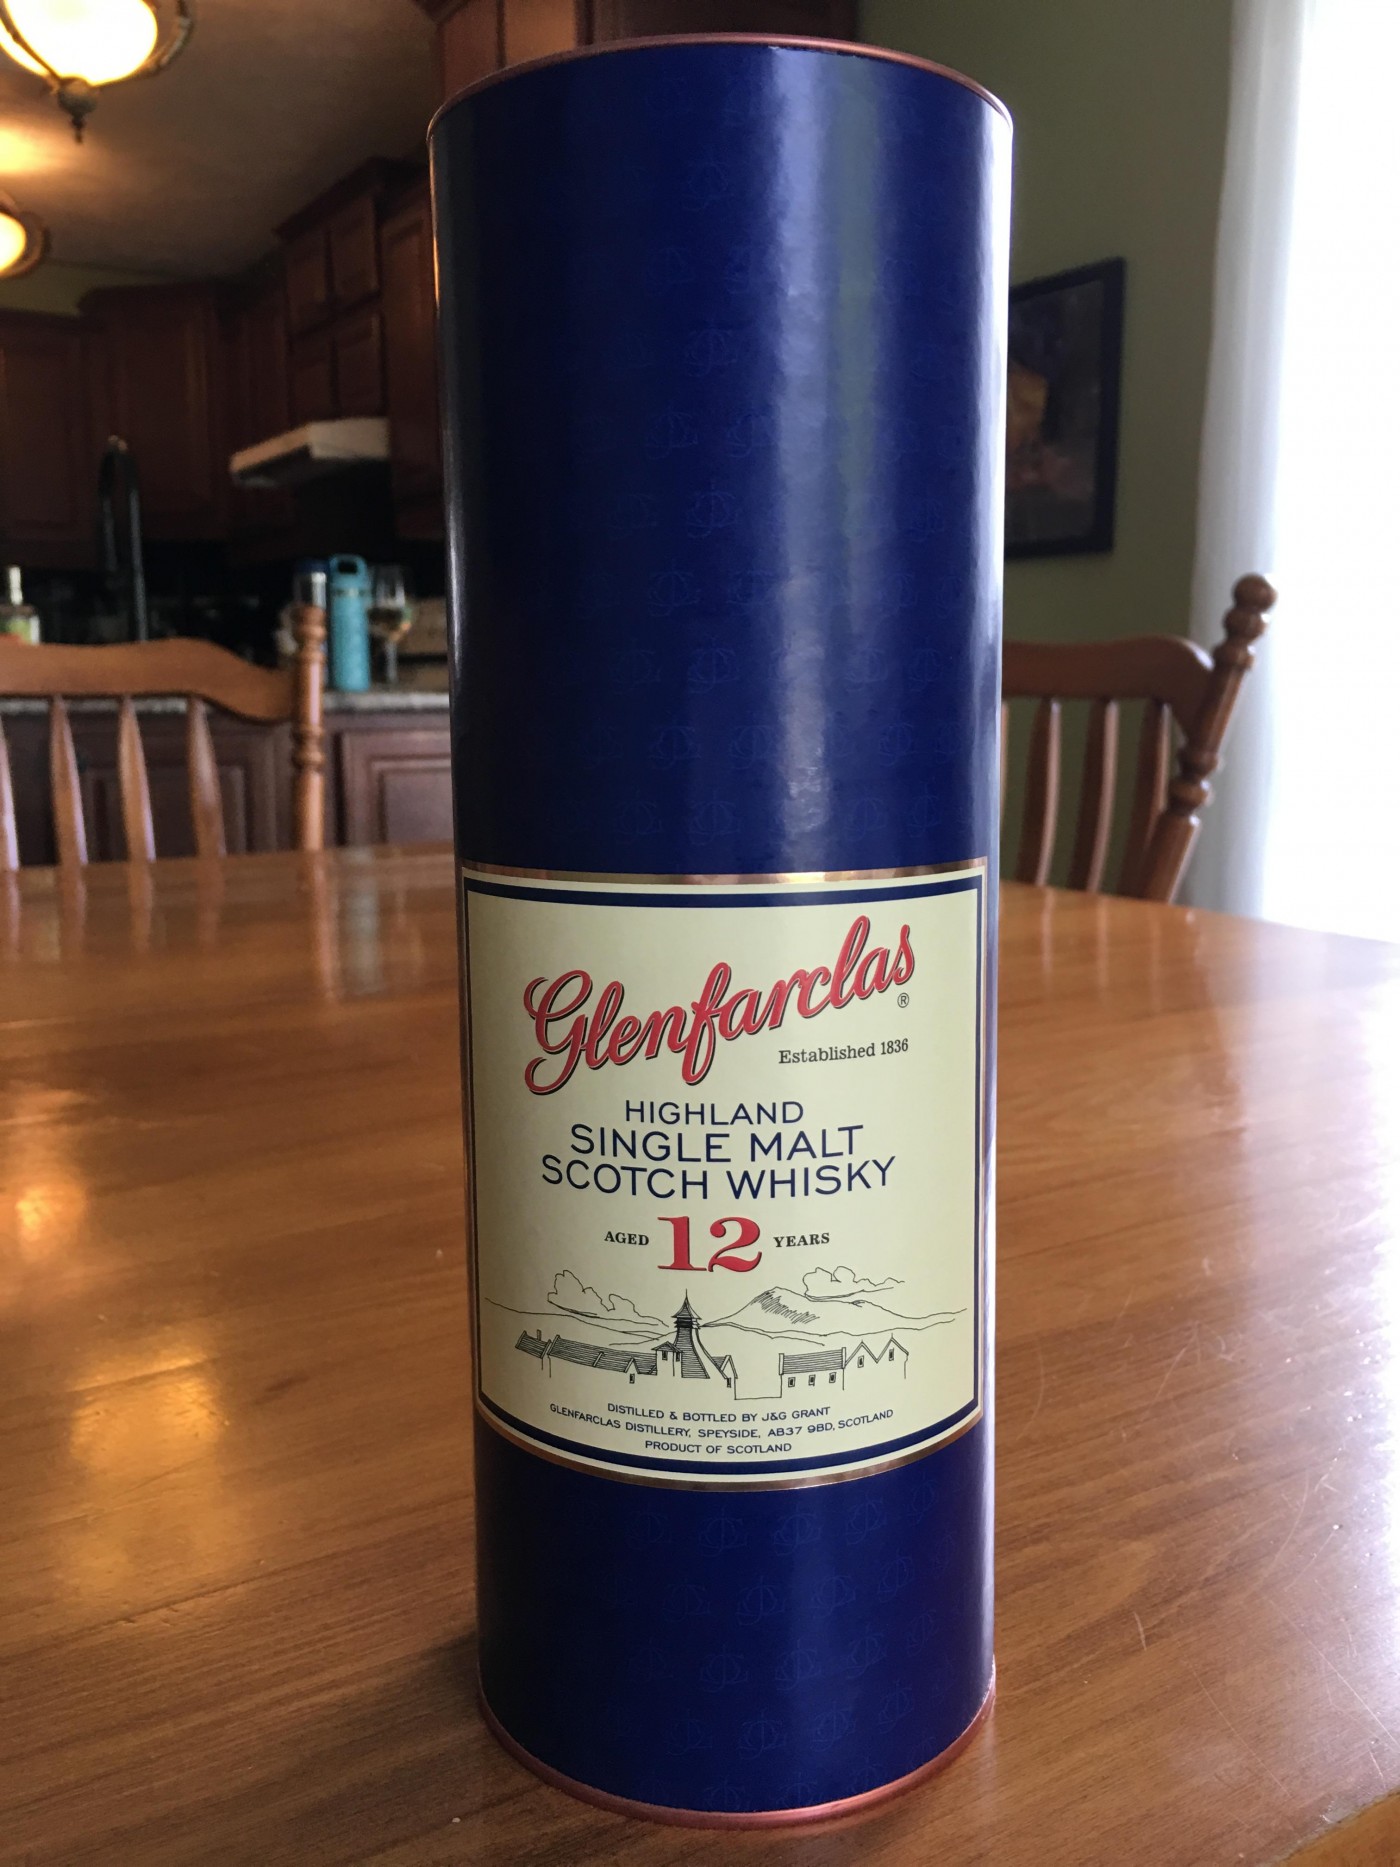 Glenfarclas®
Established 1836
HIGHLAND
SINGLE MALT
SCOTCH WHISKY
AGED 12 YEARS
DISTILLED & BOTTLED BY J&G GRANT
GLENFARCLAS DISTILLERY, SPEYSIDE, AB37 9BD, SCOTLAND
PRODUCT OF SCOTLAND